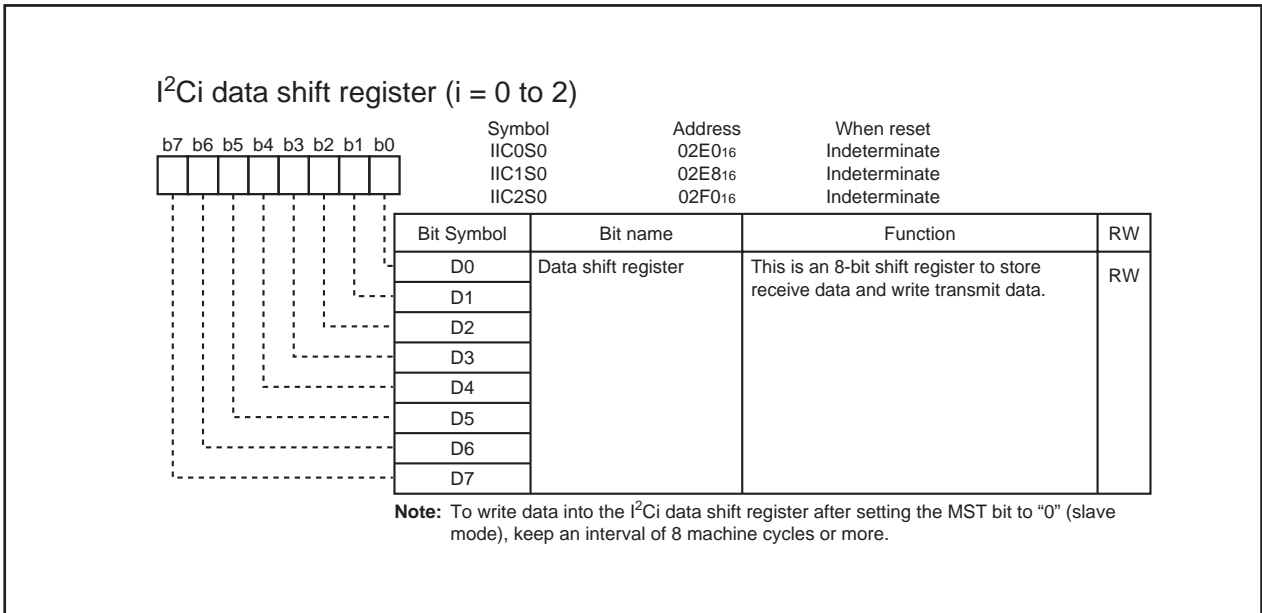 I²Ci data shift register (i = 0 to 2)
b7 b6 b5 b4 b3 b2 b1 b0
Symbol Address When reset
IIC0S0 02E016 Indeterminate
IIC1S0 02E816 Indeterminate
IIC2S0 02F016 Indeterminate
Bit Symbol Bit name Function RW
D0 Data shift register This is an 8-bit shift register to store RW
receive data and write transmit data.
D1
D2
D3
D4
D5
D6
D7
Note: To write data into the I²Ci data shift register after setting the MST bit to “0” (slave
mode), keep an interval of 8 machine cycles or more.